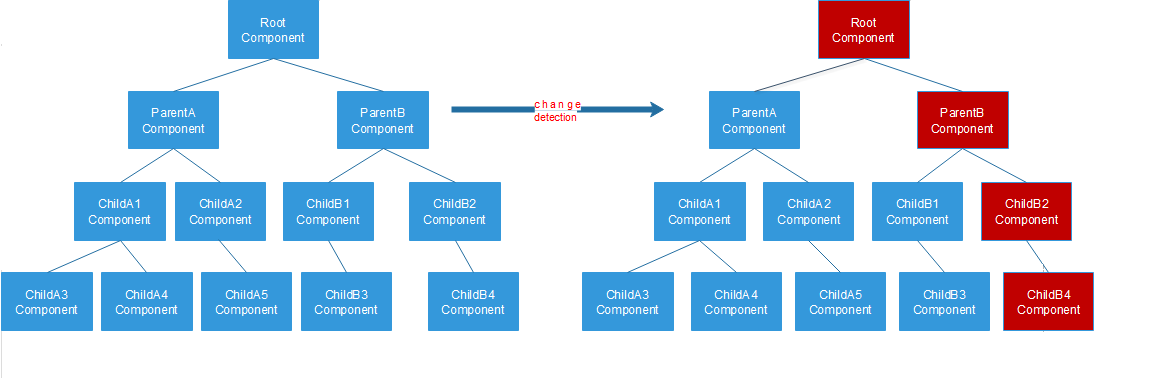 Root
Component
ParentA
Component
ParentB
Component
ChildA1
Component
ChildA2
Component
ChildB1
Component
ChildB2
Component
ChildA3
Component
ChildA4
Component
ChildA5
Component
ChildB3
Component
ChildB4
Component
change
detection
Root
Component
ParentA
Component
ParentB
Component
ChildA1
Component
ChildA2
Component
ChildB1
Component
ChildB2
Component
ChildA3
Component
ChildA4
Component
ChildA5
Component
ChildB3
Component
ChildB4
Component